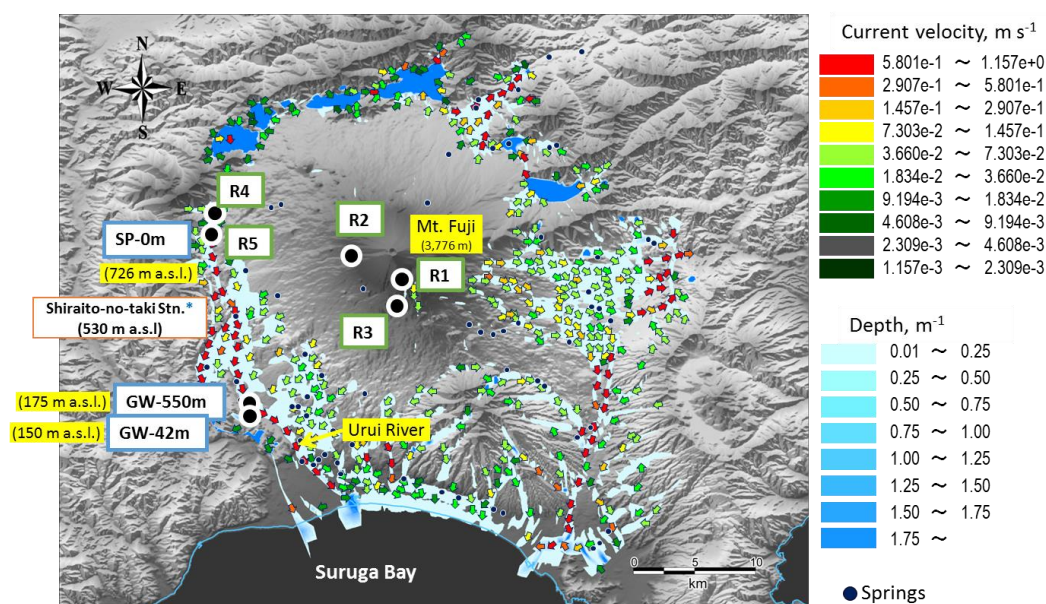 N
W E
S
R4
R2
SP-0m
R5
Mt. Fuji
(3,776 m)
(726 m a.s.l.)
R1
Shiraito-no-taki Stn.*
(530 m a.s.l)
R3
(175 m a.s.l.)
GW-550m
(150 m a.s.l.)
GW-42m
Urui River
Suruga Bay
0 5 10
km
Current velocity, m s-1
5.801e-1 ～ 1.157e+0
2.907e-1 ～ 5.801e-1
1.457e-1 ～ 2.907e-1
7.303e-2 ～ 1.457e-1
3.660e-2 ～ 7.303e-2
1.834e-2 ～ 3.660e-2
9.194e-3 ～ 1.834e-2
4.608e-3 ～ 9.194e-3
2.309e-3 ～ 4.608e-3
1.157e-3 ～ 2.309e-3
Depth, m-1
0.01 ～ 0.25
0.25 ～ 0.50
0.50 ～ 0.75
0.75 ～ 1.00
1.00 ～ 1.25
1.25 ～ 1.50
1.50 ～ 1.75
1.75 ～
Springs